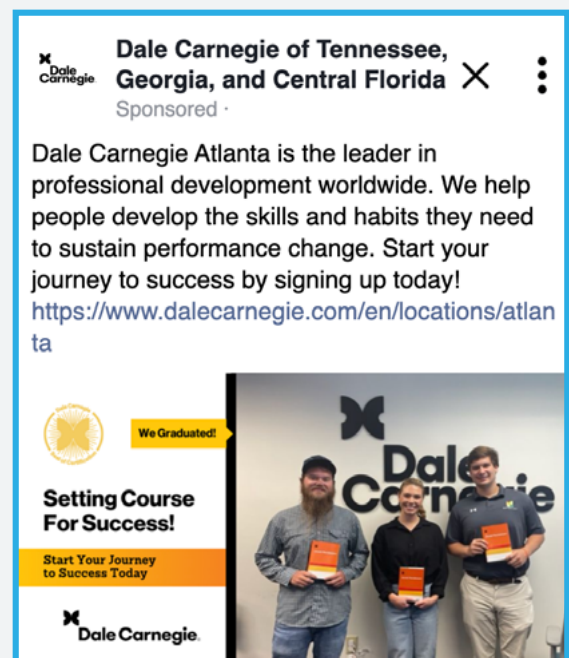 Dale
Carnegie
Dale Carnegie of Tennessee,
Georgia, and Central Florida
Sponsored ·
Dale Carnegie Atlanta is the leader in
professional development worldwide. We help
people develop the skills and habits they need
to sustain performance change. Start your
journey to success by signing up today!
https://www.dalecarnegie.com/en/locations/atlan
ta
We Graduated!
Setting Course
For Success!
Start Your Journey
to Success Today
Dale Carnegie
Dale
Carnegie